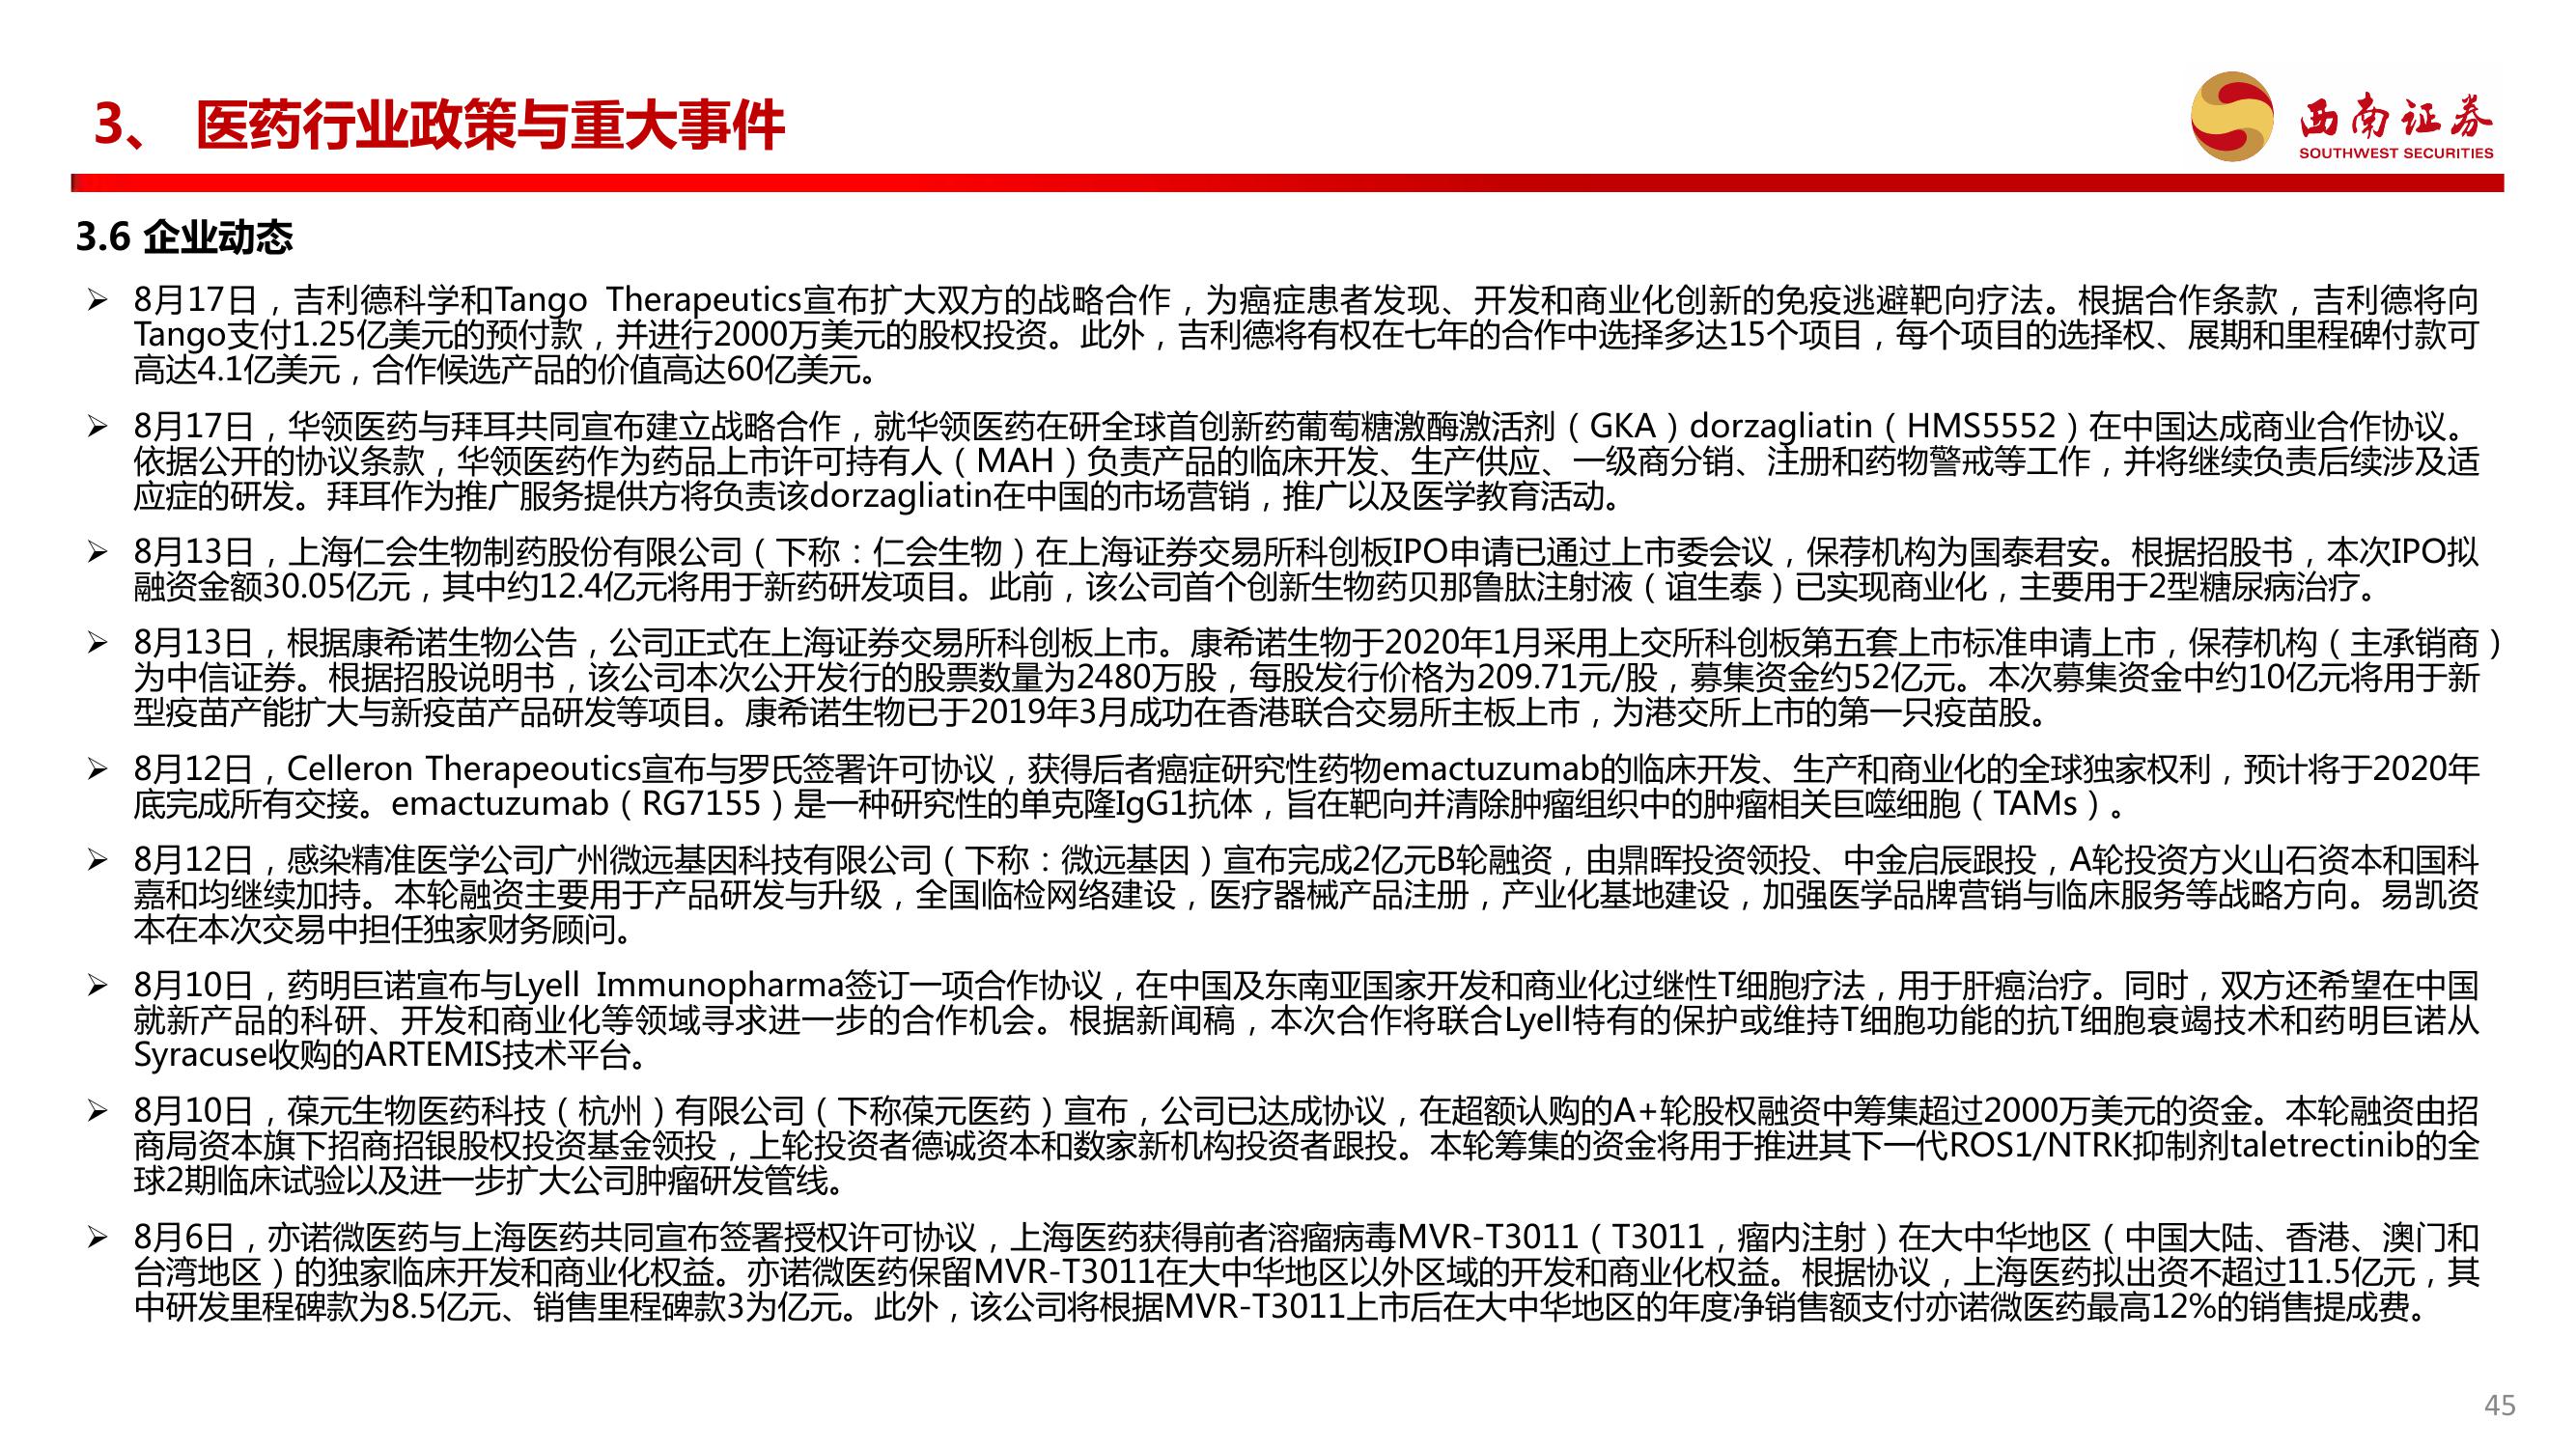 3、 医药行业政策与重大事件
西南证券
SOUTHWEST SECURITIES
3.6 企业动态
➢ 8月17日，吉利德科学和Tango Therapeutics宣布扩大双方的战略合作，为癌症患者发现、开发和商业化创新的免疫逃避靶向疗法。根据合作条款，吉利德将向
Tango支付1.25亿美元的预付款，并进行2000万美元的股权投资。此外，吉利德将有权在七年的合作中选择多达15个项目，每个项目的选择权、展期和里程碑付款可
高达4.1亿美元，合作候选产品的价值高达60亿美元。
➢ 8月17日，华领医药与拜耳共同宣布建立战略合作，就华领医药在研全球首创新药葡萄糖激酶激活剂（GKA）dorzagliatin（HMS5552）在中国达成商业合作协议。
依据公开的协议条款，华领医药作为药品上市许可持有人（MAH）负责产品的临床开发、生产供应、一级商分销、注册和药物警戒等工作，并将继续负责后续涉及适
应症的研发。拜耳作为推广服务提供方将负责该dorzagliatin在中国的市场营销，推广以及医学教育活动。
➢ 8月13日，上海仁会生物制药股份有限公司（下称：仁会生物）在上海证券交易所科创板IPO申请已通过上市委会议，保荐机构为国泰君安。根据招股书，本次IPO拟
融资金额30.05亿元，其中约12.4亿元将用于新药研发项目。此前，该公司首个创新生物药贝那鲁肽注射液（谊生泰）已实现商业化，主要用于2型糖尿病治疗。
➢ 8月13日，根据康希诺生物公告，公司正式在上海证券交易所科创板上市。康希诺生物于2020年1月采用上交所科创板第五套上市标准申请上市，保荐机构（主承销商）
为中信证券。根据招股说明书，该公司本次公开发行的股票数量为2480万股，每股发行价格为209.71元/股，募集资金约52亿元。本次募集资金中约10亿元将用于新
型疫苗产能扩大与新疫苗产品研发等项目。康希诺生物已于2019年3月成功在香港联合交易所主板上市，为港交所上市的第一只疫苗股。
➢ 8月12日，Celleron Therapeoutics宣布与罗氏签署许可协议，获得后者癌症研究性药物emactuzumab的临床开发、生产和商业化的全球独家权利，预计将于2020年
底完成所有交接。emactuzumab（RG7155）是一种研究性的单克隆IgG1抗体，旨在靶向并清除肿瘤组织中的肿瘤相关巨噬细胞（TAMs）。
➢ 8月12日，感染精准医学公司广州微远基因科技有限公司（下称：微远基因）宣布完成2亿元B轮融资，由鼎晖投资领投、中金启辰跟投，A轮投资方火山石资本和国科
嘉和均继续加持。本轮融资主要用于产品研发与升级，全国临检网络建设，医疗器械产品注册，产业化基地建设，加强医学品牌营销与临床服务等战略方向。易凯资
本在本次交易中担任独家财务顾问。
➢ 8月10日，药明巨诺宣布与Lyell Immunopharma签订一项合作协议，在中国及东南亚国家开发和商业化过继性T细胞疗法，用于肝癌治疗。同时，双方还希望在中国
就新产品的科研、开发和商业化等领域寻求进一步的合作机会。根据新闻稿，本次合作将联合Lyell特有的保护或维持T细胞功能的抗T细胞衰竭技术和药明巨诺从
Syracuse收购的ARTEMIS技术平台。
➢ 8月10日，葆元生物医药科技（杭州）有限公司（下称葆元医药）宣布，公司已达成协议，在超额认购的A+轮股权融资中筹集超过2000万美元的资金。本轮融资由招
商局资本旗下招商招银股权投资基金领投，上轮投资者德诚资本和数家新机构投资者跟投。本轮筹集的资金将用于推进其下一代ROS1/NTRK抑制剂taletrectinib的全
球2期临床试验以及进一步扩大公司肿瘤研发管线。
➢ 8月6日，亦诺微医药与上海医药共同宣布签署授权许可协议，上海医药获得前者溶瘤病毒MVR-T3011（T3011，瘤内注射）在大中华地区（中国大陆、香港、澳门和
台湾地区）的独家临床开发和商业化权益。亦诺微医药保留MVR-T3011在大中华地区以外区域的开发和商业化权益。根据协议，上海医药拟出资不超过11.5亿元，其
中研发里程碑款为8.5亿元、销售里程碑款3为亿元。此外，该公司将根据MVR-T3011上市后在大中华地区的年度净销售额支付亦诺微医药最高12%的销售提成费。
45